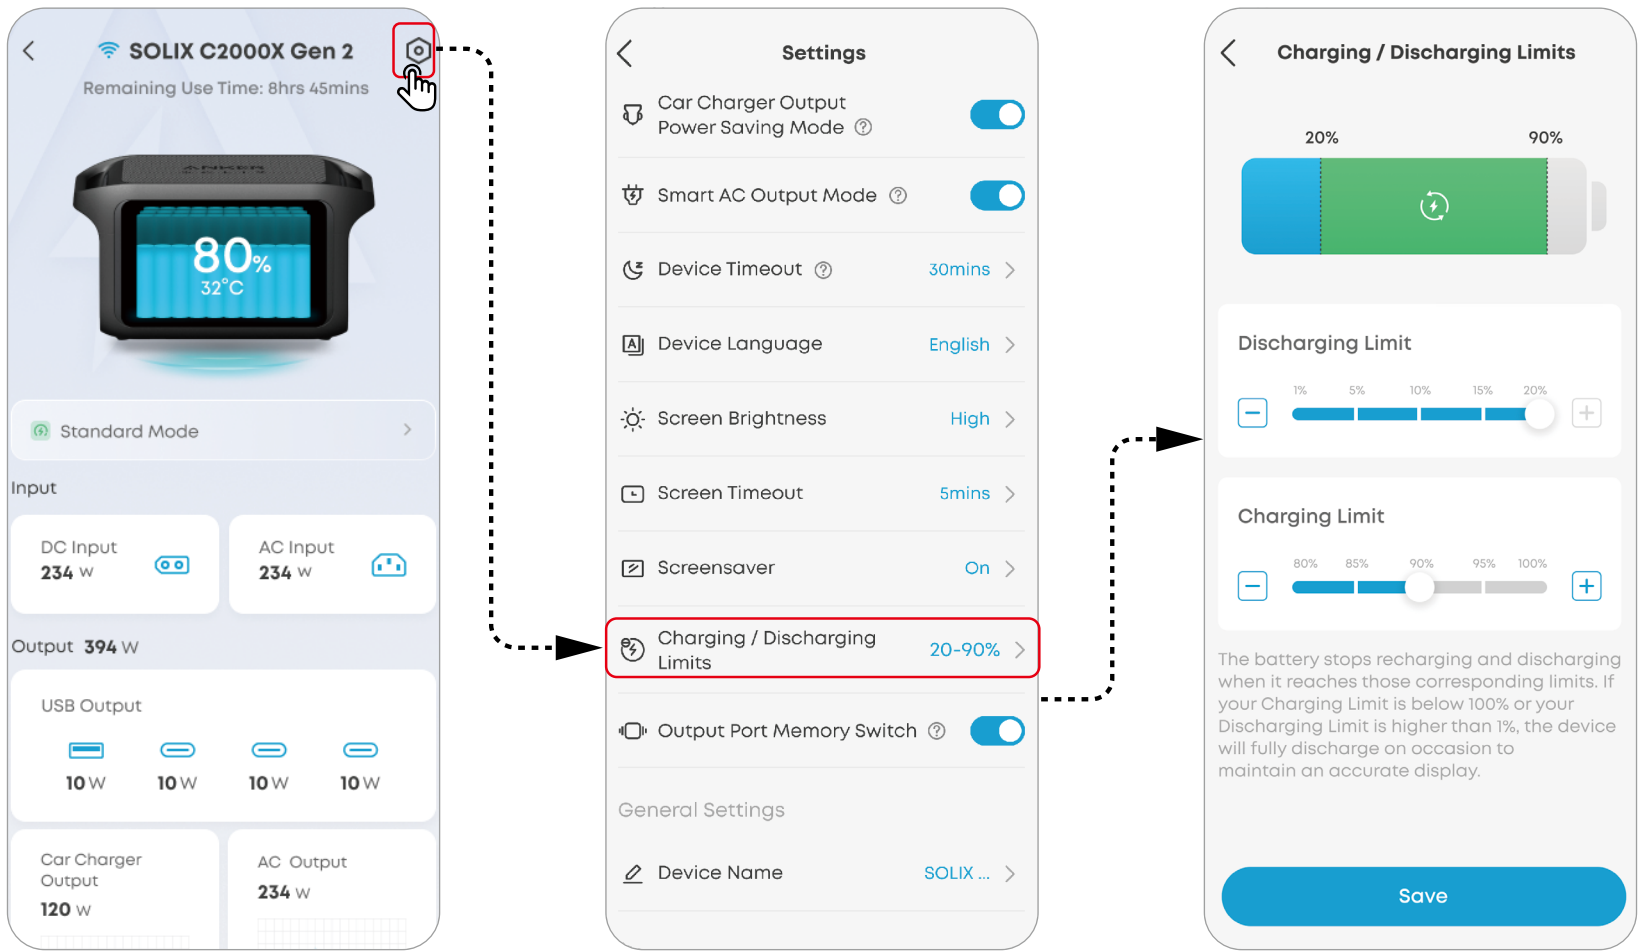 SOLIX C2000X Gen 2
Remaining Use Time: 8hrs 45mins
ANKER
SOLIX
80%
32°C
Standard Mode
Input
DC Input
234 W
AC Input
234 W
Output 394 W
USB Output
10 W
10 W
10 W
10 W
Car Charger
Output
120 W
AC Output
234 W
Settings
Car Charger Output
Power Saving Mode ?
Smart AC Output Mode ?
Device Timeout ? 30mins
Device Language English
Screen Brightness High
Screen Timeout 5mins
Screensaver On
Charging / Discharging
Limits
20-90%
Output Port Memory Switch ?
General Settings
Device Name SOLIX ...
Charging / Discharging Limits
20% 90%
Discharging Limit
1% 5% 10% 15% 20%
Charging Limit
80% 85% 90% 95% 100%
The battery stops recharging and discharging
when it reaches those corresponding limits. If
your Charging Limit is below 100% or your
Discharging Limit is higher than 1%, the device
will fully discharge on occasion to
maintain an accurate display.
Save